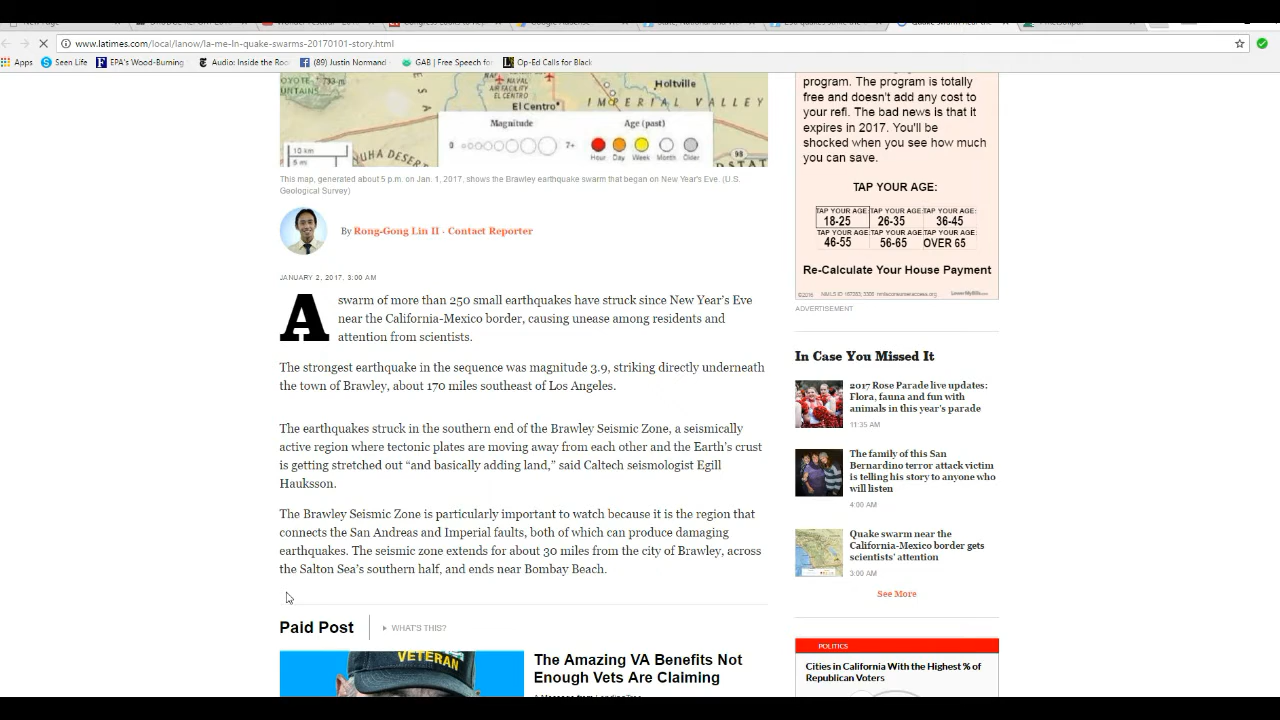 www.latimes.com/local/lanow/la-me-ln-quake-swarms-20170101-story.html
Apps
Seen Life
EPA's Wood-Burning
Audio: Inside the Roo
(89) Justin Normand
GAB | Free Speech for
Op-Ed Calls for Black
Holtville
NAVAL
AIR FACILITY
EL CENTRO
El Centro
IMPERIAL VALLEY
Magnitude
Age (past)
0
7+
Hour
Day
Week
Month
Older
10 km
5 mi
UHA DESER
98
This map, generated about 5 p.m. on Jan. 1, 2017, shows the Brawley earthquake swarm that began on New Year's Eve. (U.S.
Geological Survey)
By Rong-Gong Lin II · Contact Reporter
JANUARY 2, 2017, 3:00 AM
A swarm of more than 250 small earthquakes have struck since New Year's Eve
near the California-Mexico border, causing unease among residents and
attention from scientists.
The strongest earthquake in the sequence was magnitude 3.9, striking directly underneath
the town of Brawley, about 170 miles southeast of Los Angeles.
The earthquakes struck in the southern end of the Brawley Seismic Zone, a seismically
active region where tectonic plates are moving away from each other and the Earth's crust
is getting stretched out “and basically adding land,” said Caltech seismologist Egill
Hauksson.
The Brawley Seismic Zone is particularly important to watch because it is the region that
connects the San Andreas and Imperial faults, both of which can produce damaging
earthquakes. The seismic zone extends for about 30 miles from the city of Brawley, across
the Salton Sea's southern half, and ends near Bombay Beach.
Paid Post
WHAT'S THIS?
VETERAN
The Amazing VA Benefits Not
Enough Vets Are Claiming
program. The program is totally
free and doesn't add any cost to
your refi. The bad news is that it
expires in 2017. You'll be
shocked when you see how much
you can save.
TAP YOUR AGE:
TAP YOUR AGE: TAP YOUR AGE: TAP YOUR AGE:
18-25 26-35 36-45
TAP YOUR AGE: TAP YOUR AGE: TAP YOUR AGE:
46-55 56-65 OVER 65
Re-Calculate Your House Payment
©2016
ADVERTISEMENT
In Case You Missed It
2017 Rose Parade live updates:
Flora, fauna and fun with
animals in this year's parade
11:35 AM
The family of this San
Bernardino terror attack victim
is telling his story to anyone who
will listen
4:00 AM
Quake swarm near the
California-Mexico border gets
scientists' attention
3:00 AM
See More
POLITICS
Cities in California With the Highest % of
Republican Voters